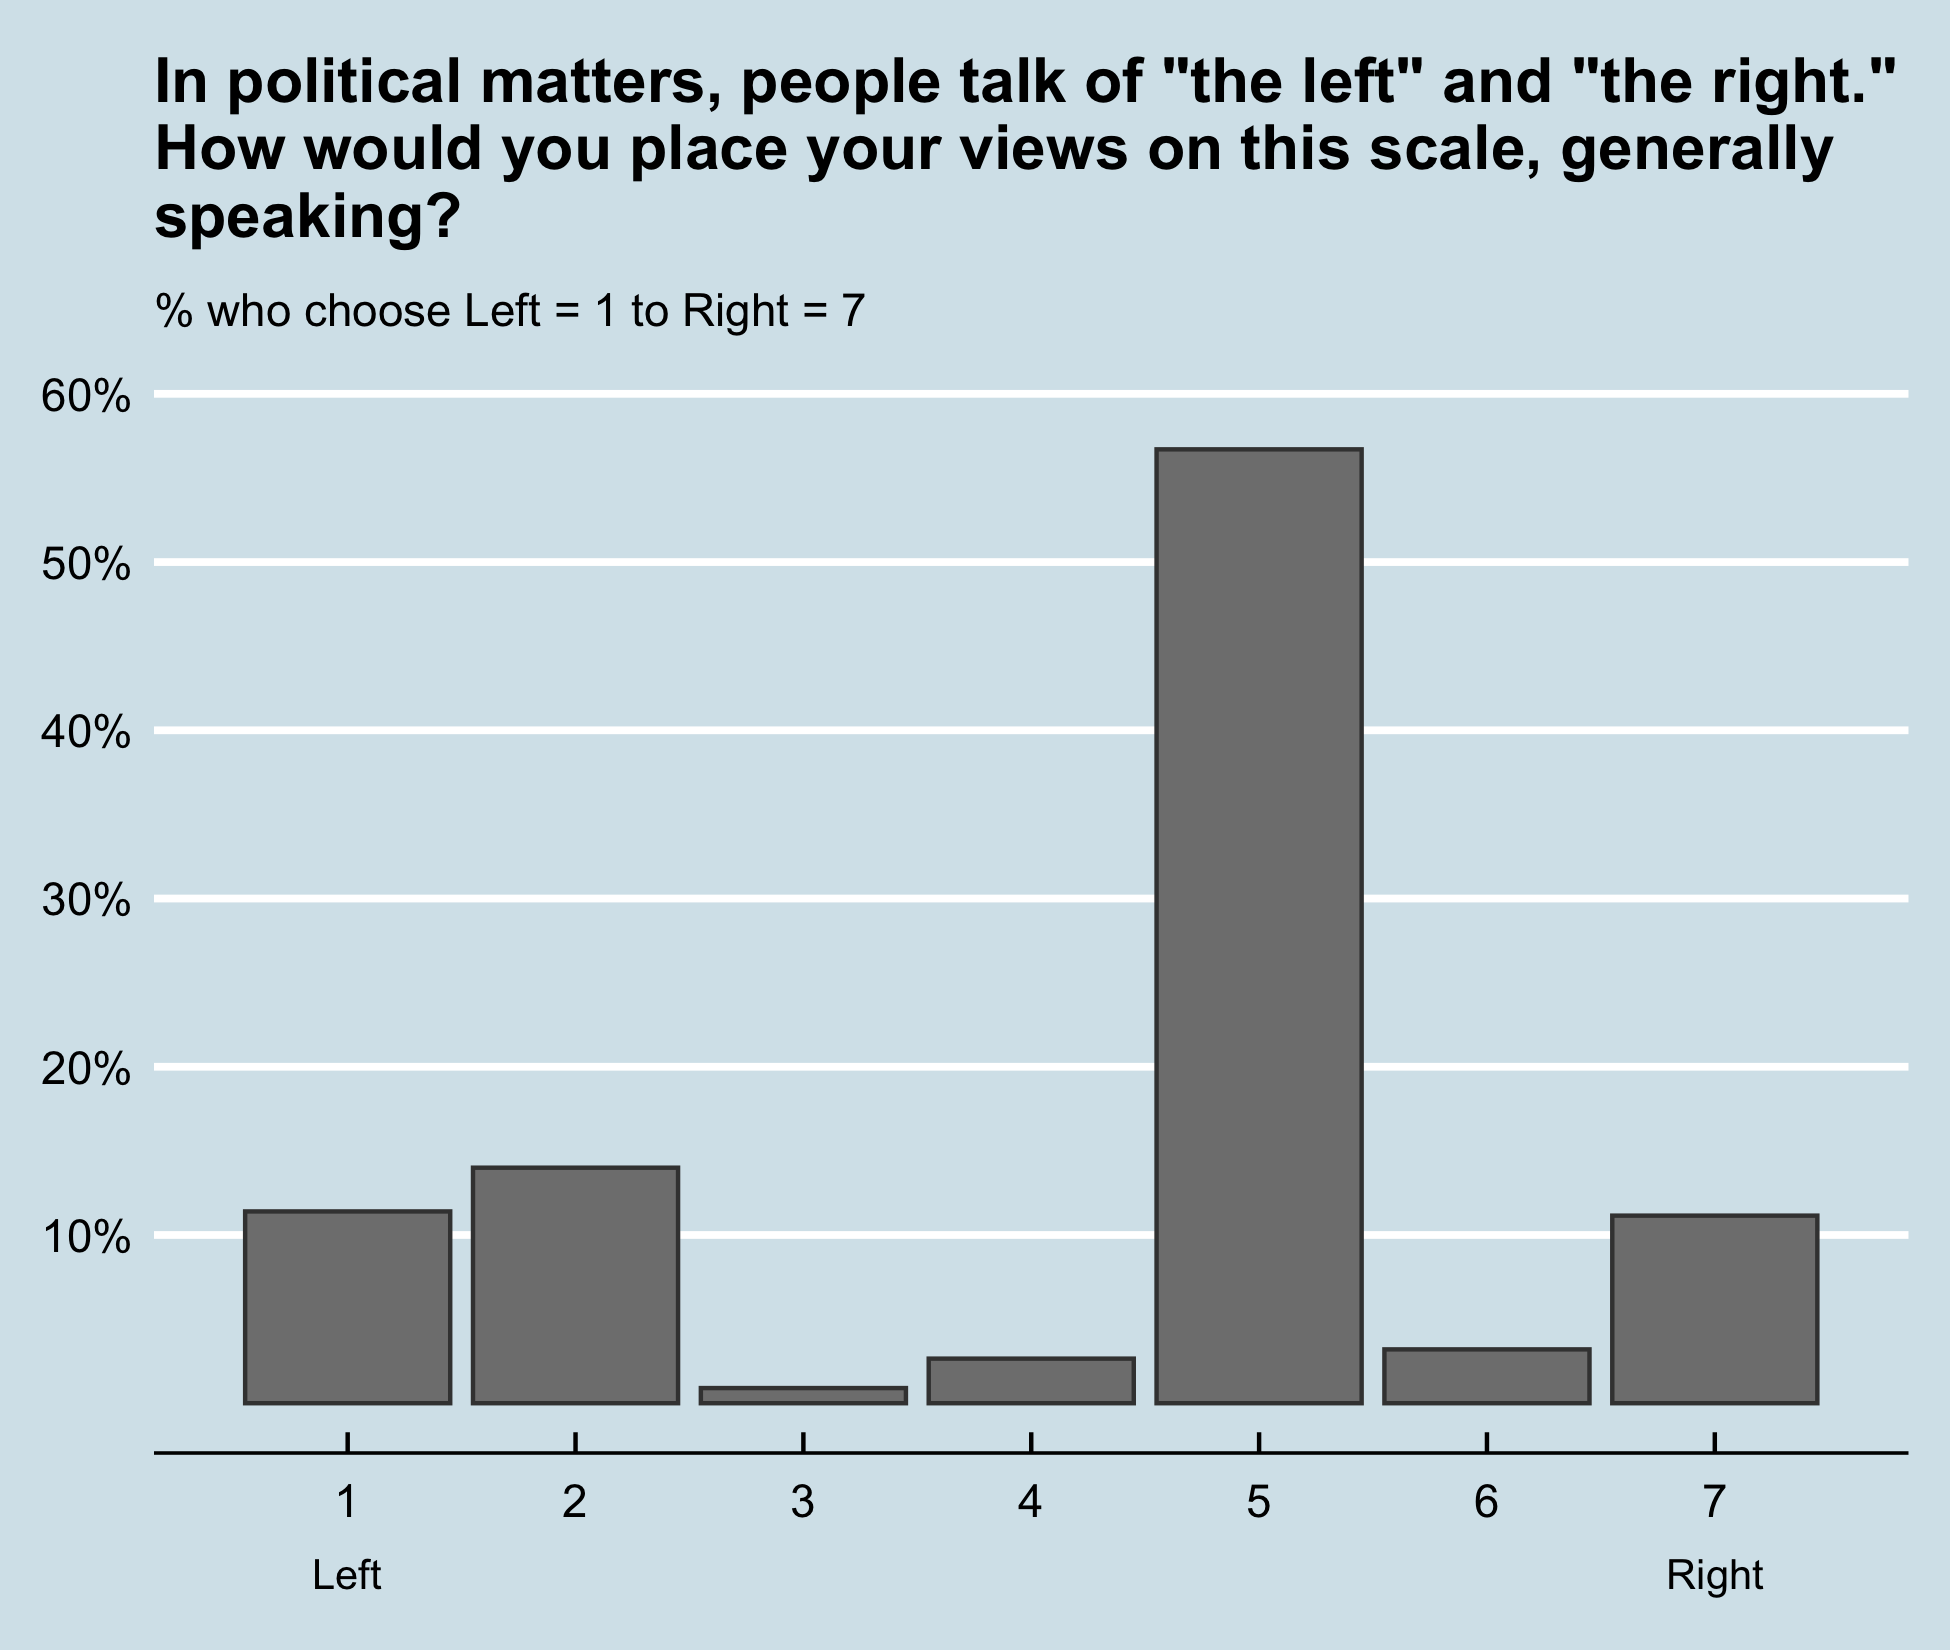 In political matters, people talk of "the left" and "the right."
How would you place your views on this scale, generally
speaking?
% who choose Left = 1 to Right = 7
60%
50%
40%
30%
20%
10%
1 2 3 4 5 6 7
Left Right